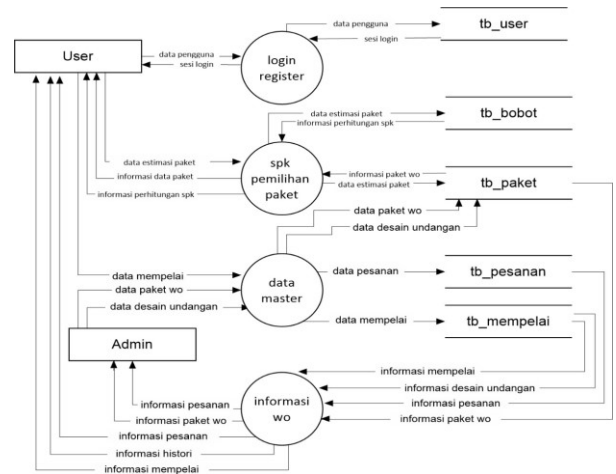 User
data pengguna
sesi login
login
register
data pengguna
sesi login
tb_user
data estimasi paket
informasi perhitungan spk
tb_bobot
data estimasi paket
informasi data paket
informasi perhitungan spk
spk
pemilihan
paket
informasi paket wo
data estimasi paket
tb_paket
data paket wo
data desain undangan
data mempelai
data paket wo
data desain undangan
data
master
data pesanan
tb_pesanan
data mempelai
tb_mempelai
Admin
informasi mempelai
informasi desain undangan
informasi pesanan
informasi paket wo
informasi
wo
informasi pesanan
informasi paket wo
informasi pesanan
informasi histori
informasi mempelai